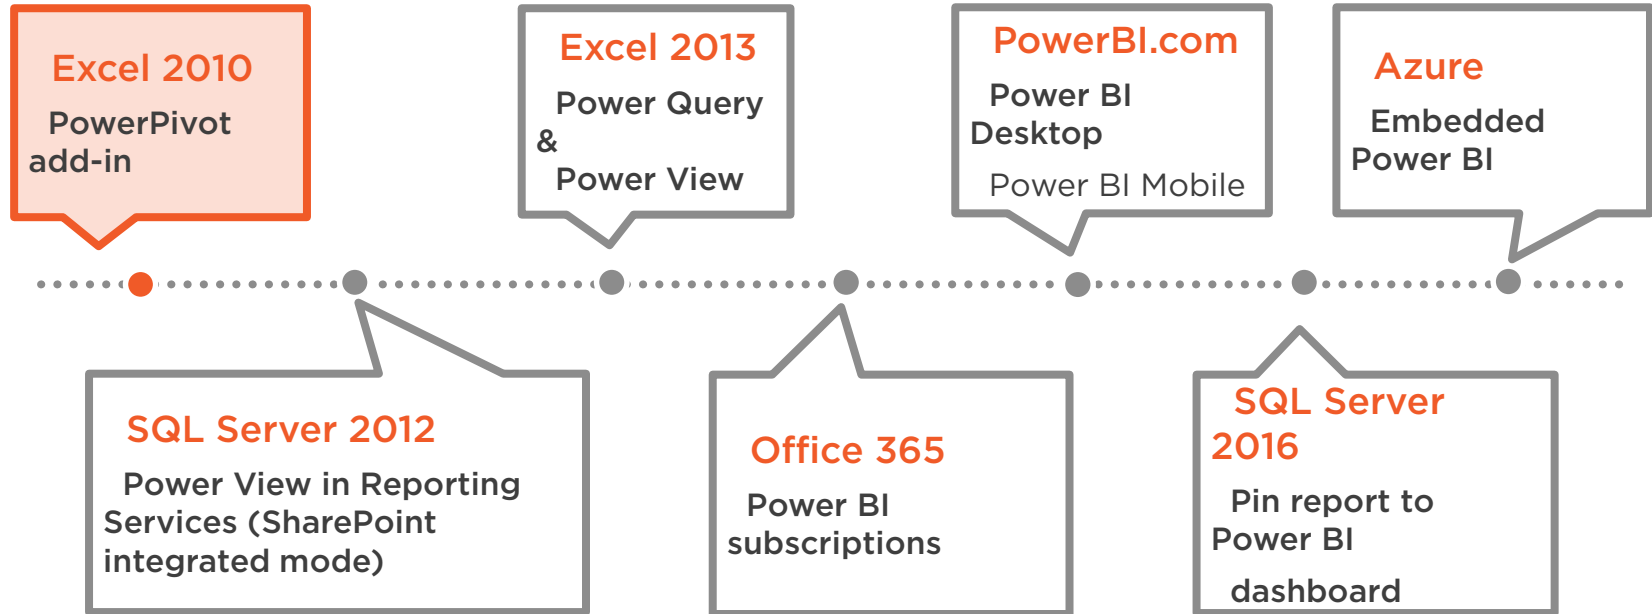 Excel 2010
PowerPivot
add-in
SQL Server 2012
Power View in Reporting
Services (SharePoint
integrated mode)
Excel 2013
Power Query
&
Power View
Office 365
Power BI
subscriptions
PowerBI.com
Power BI
Desktop
Power BI Mobile
SQL Server
2016
Pin report to
Power BI
dashboard
Azure
Embedded
Power BI